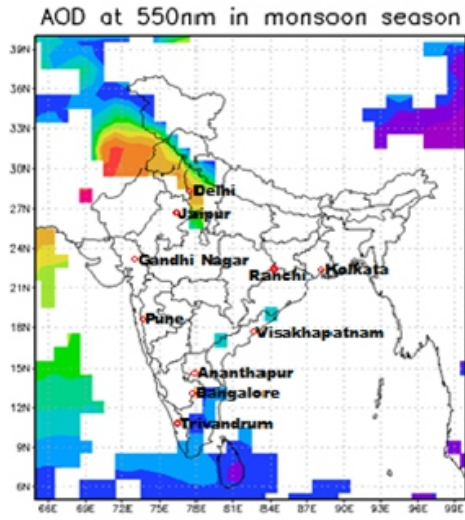 AOD at 550nm in monsoon season
39N
36N
33N
30N
27N
24N
21N
18N
15N
12N
9N
6N
Delhi
Jaipur
Gandhi Nagar
Ranchi
Kolkata
Pune
Visakhapatnam
Ananthapur
Bangalore
Trivandrum
66E 69E 72E 75E 78E 81E 84E 87E 90E 93E 96E 99E